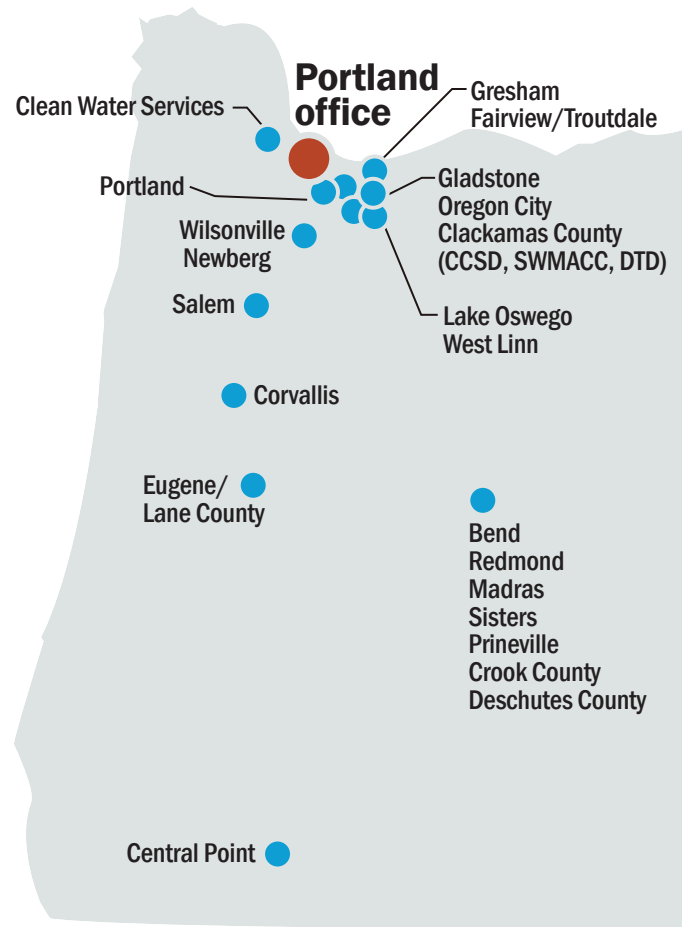 Portland
office
Clean Water Services
Gresham
Fairview/Troutdale
Portland
Gladstone
Oregon City
Clackamas County
(CCSD, SWMACC, DTD)
Wilsonville
Newberg
Lake Oswego
West Linn
Salem
Corvallis
Eugene/
Lane County
Bend
Redmond
Madras
Sisters
Prineville
Crook County
Deschutes County
Central Point